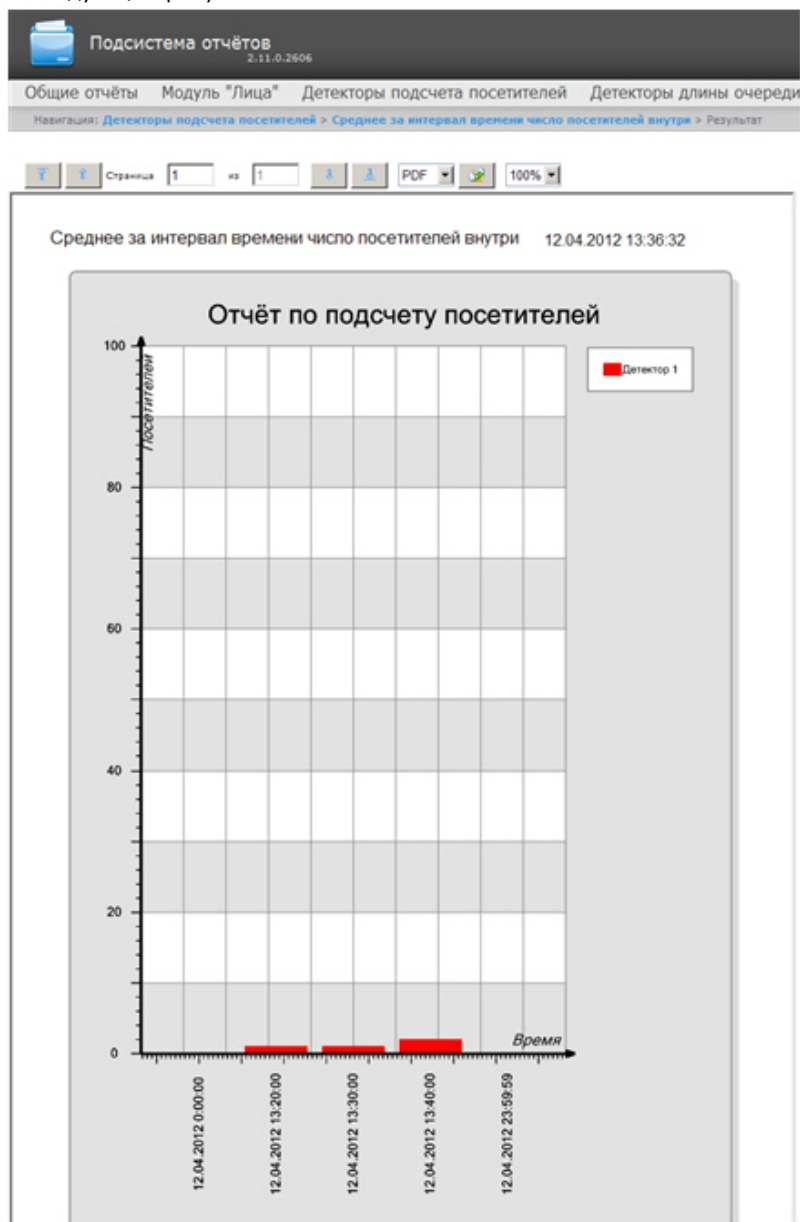 Подсистема отчётов
2.11.0.2606
Общие отчёты Модуль "Лица" Детекторы подсчета посетителей Детекторы длины очереди
Навигация: Детекторы подсчета посетителей > Среднее за интервал времени число посетителей внутри > Результат
Страница 1 из 1 PDF 100%
Среднее за интервал времени число посетителей внутри 12.04.2012 13:36:32
Отчёт по подсчету посетителей
Посетителей
Детектор 1
100
80
60
40
20
0
Время
12.04.2012 0:00:00
12.04.2012 13:20:00
12.04.2012 13:30:00
12.04.2012 13:40:00
12.04.2012 23:59:59